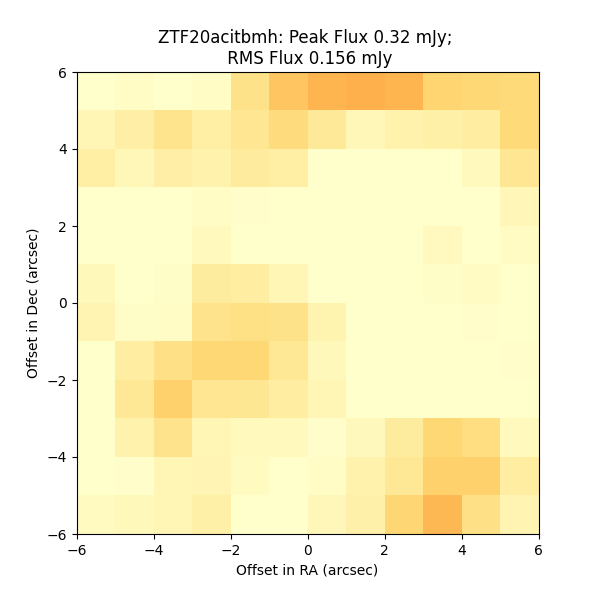 ZTF20acitbmh: Peak Flux 0.32 mJy;
RMS Flux 0.156 mJy
6
4
2
0
−2
−4
−6
Offset in Dec (arcsec)
−6 −4 −2 0 2 4 6
Offset in RA (arcsec)